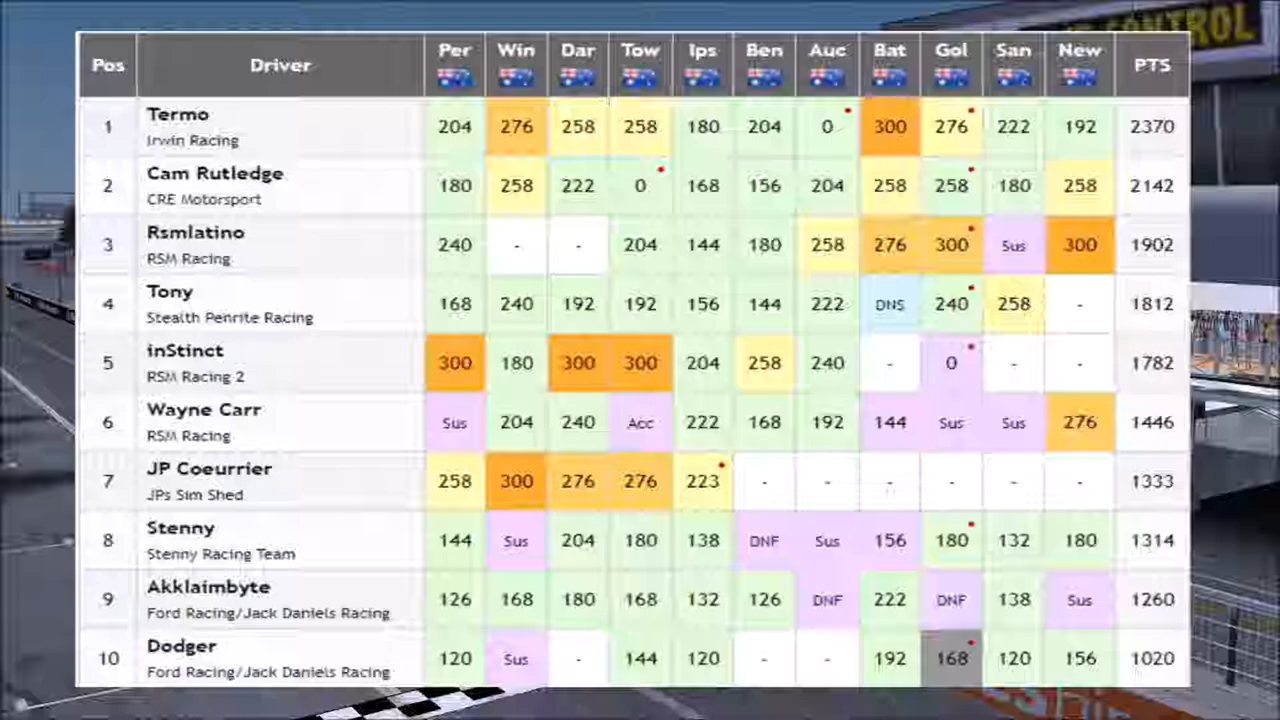 CONTROL
Pos Driver Per Win Dar Tow Ips Ben Auc Bat Gol San New PTS
1 Termo 204 276 258 258 180 204 0 300 276 222 192 2370
Irwin Racing
2 Cam Rutledge 180 258 222 0 168 156 204 258 258 180 258 2142
CRE Motorsport
3 Rsmlatino 240 - - 204 144 180 258 276 300 Sus 300 1902
RSM Racing
4 Tony 168 240 192 192 156 144 222 DNS 240 258 - 1812
Stealth Penrite Racing
5 inStinct 300 180 300 300 204 258 240 - 0 - - 1782
RSM Racing 2
6 Wayne Carr Sus 204 240 Acc 222 168 192 144 Sus Sus 276 1446
RSM Racing
7 JP Coeurrier 258 300 276 276 223 - - - - - - 1333
JPs Sim Shed
8 Stenny 144 Sus 204 180 138 DNF Sus 156 180 132 180 1314
Stenny Racing Team
9 Akklaimbyte 126 168 180 168 132 126 DNF 222 DNF 138 Sus 1260
Ford Racing/Jack Daniels Racing
10 Dodger 120 Sus - 144 120 - - 192 168 120 156 1020
Ford Racing/Jack Daniels Racing